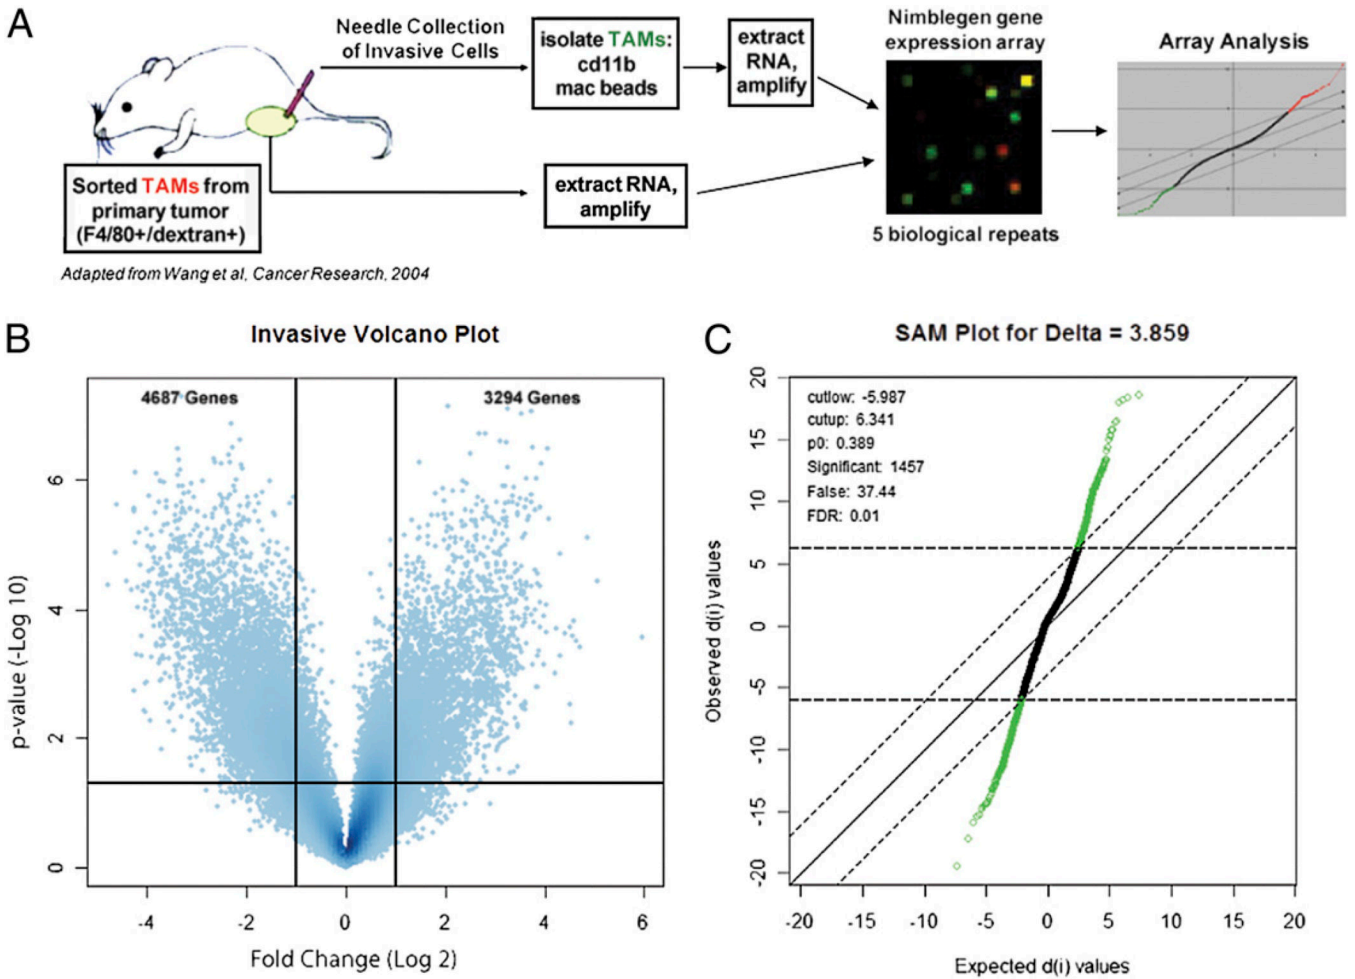 A
Needle Collection
of Invasive Cells
isolate TAMs:
cd11b
mac beads
extract
RNA,
amplify
Nimblegen gene
expression array
Array Analysis
Sorted TAMs from
primary tumor
(F4/80+/dextran+)
extract RNA,
amplify
5 biological repeats
Adapted from Wang et al, Cancer Research, 2004
B
Invasive Volcano Plot
4687 Genes
3294 Genes
p-value (-Log 10)
6
4
2
0
-4
-2
0
2
4
6
Fold Change (Log 2)
C
SAM Plot for Delta = 3.859
cutlow: -5.987
cutup: 6.341
p0: 0.389
Significant: 1457
False: 37.44
FDR: 0.01
Observed d(i) values
20
15
10
5
0
-5
-10
-15
-20
-20
-15
-10
-5
0
5
10
15
20
Expected d(i) values